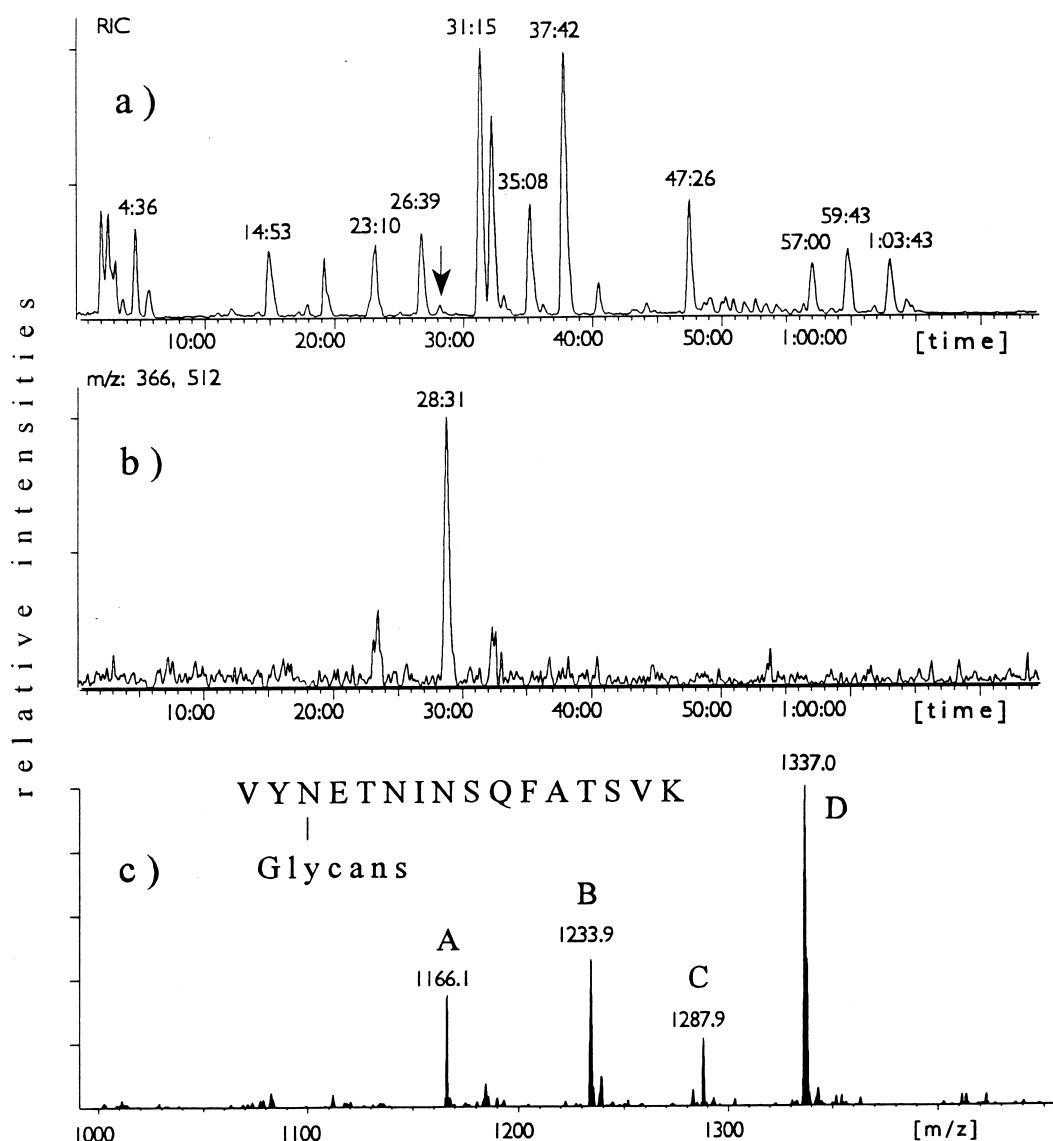 relative intensities
RIC
a )
4:36
14:53
23:10
26:39
31:15
35:08
37:42
47:26
57:00
59:43
1:03:43
10:00 20:00 30:00 40:00 50:00 1:00:00 [time]
m/z: 366, 512
b )
28:31
10:00 20:00 30:00 40:00 50:00 1:00:00 [time]
VYNETNINSQFATSVK
Glycans
c )
A
1166.1
B
1233.9
C
1287.9
1337.0
D
1000 1100 1200 1300 [m/z]